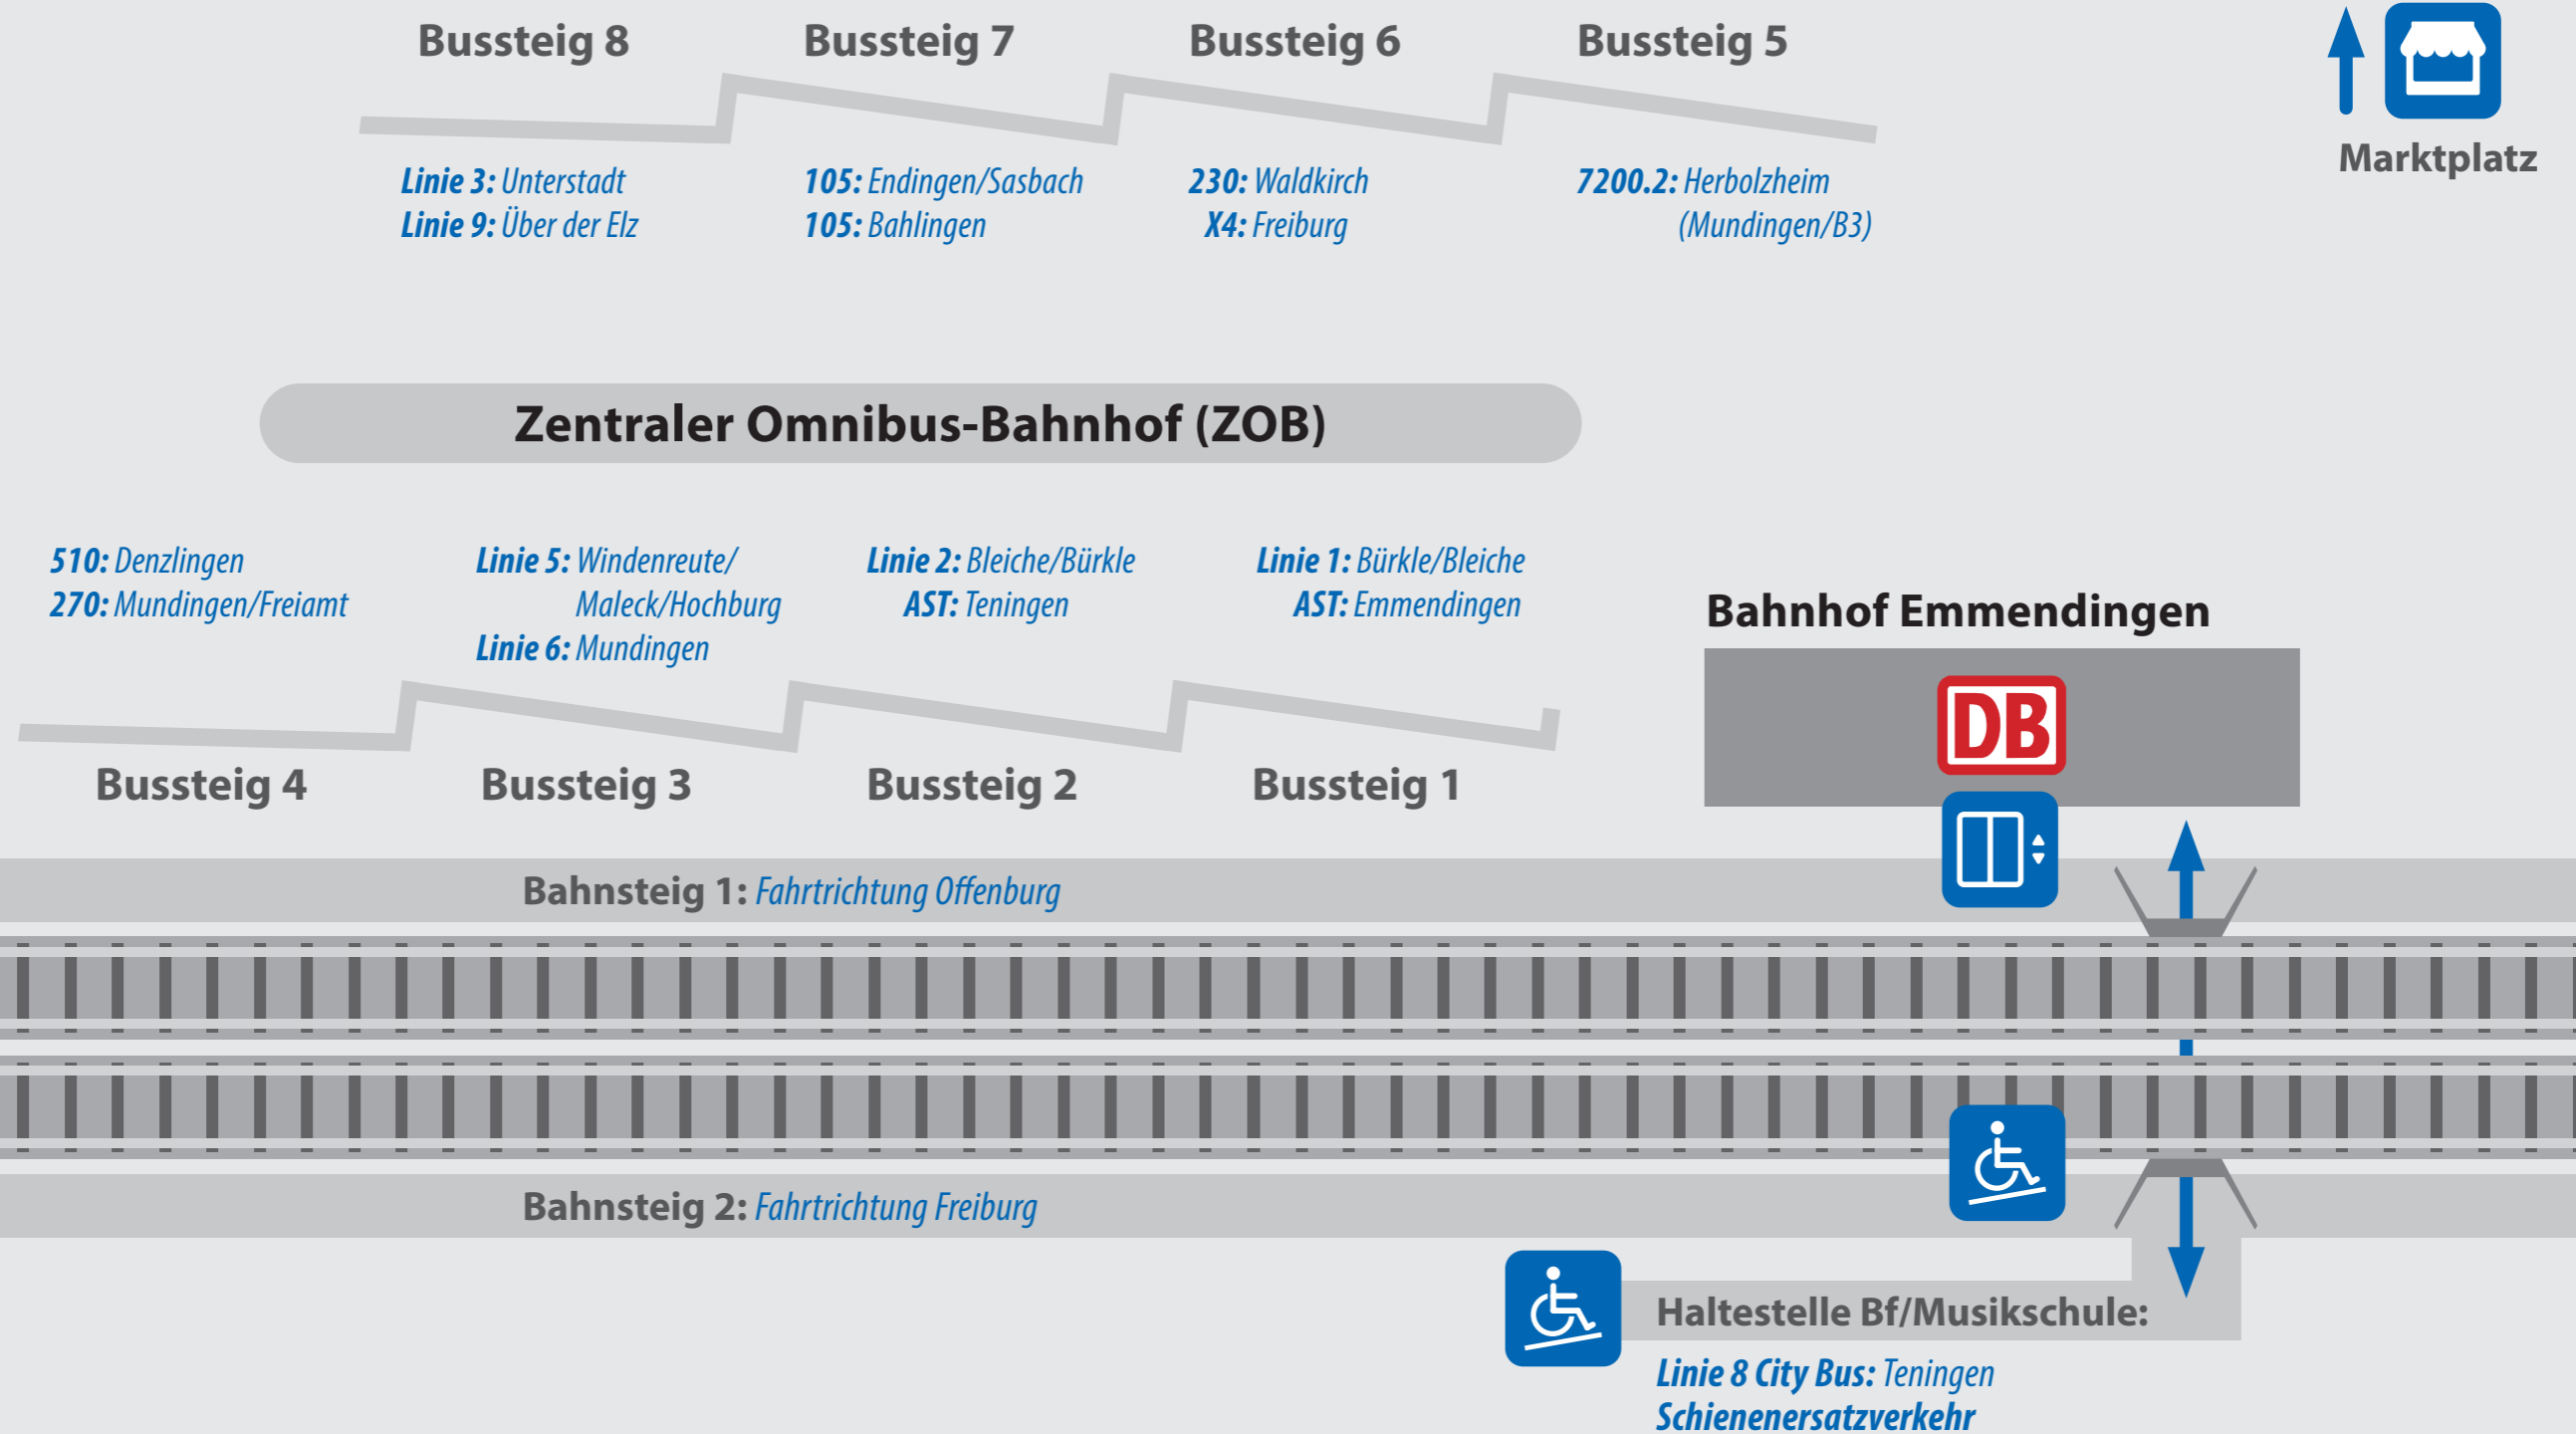 Bussteig 8
Bussteig 7
Bussteig 6
Bussteig 5
Marktplatz
Linie 3: Unterstadt
Linie 9: Über der Elz
105: Endingen/Sasbach
105: Bahlingen
230: Waldkirch
X4: Freiburg
7200.2: Herbolzheim
(Mundingen/B3)
Zentraler Omnibus-Bahnhof (ZOB)
510: Denzlingen
270: Mundingen/Freiamt
Linie 5: Windenreute/
Maleck/Hochburg
Linie 6: Mundingen
Linie 2: Bleiche/Bürkle
AST: Teningen
Linie 1: Bürkle/Bleiche
AST: Emmendingen
Bahnhof Emmendingen
DB
Bussteig 4
Bussteig 3
Bussteig 2
Bussteig 1
Bahnsteig 1: Fahrtrichtung Offenburg
Bahnsteig 2: Fahrtrichtung Freiburg
Haltestelle Bf/Musikschule:
Linie 8 City Bus: Teningen
Schienenersatzverkehr